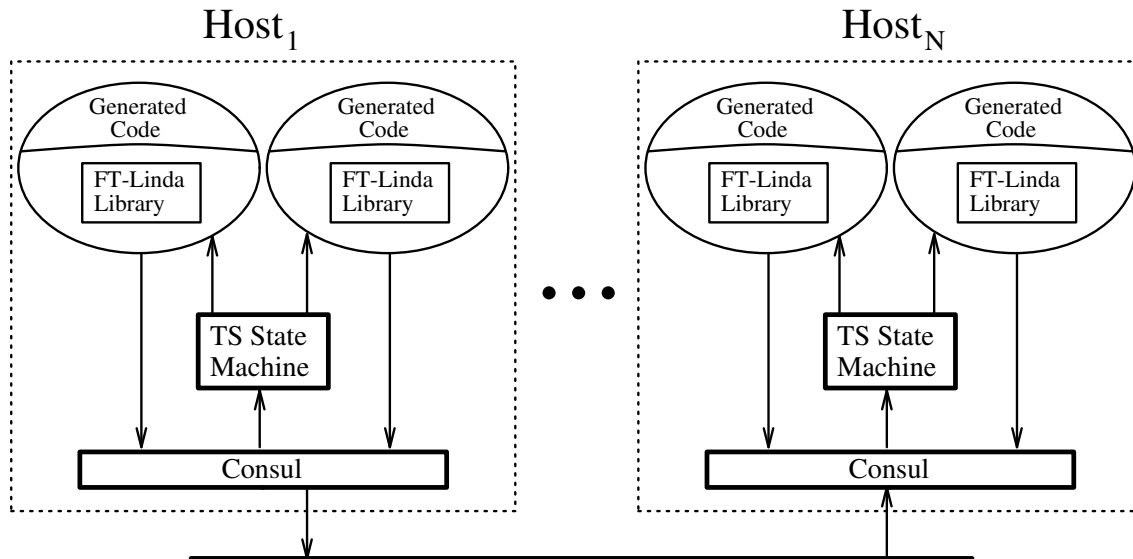 Host1
HostN
Generated
Code
FT-Linda
Library
Generated
Code
FT-Linda
Library
Generated
Code
FT-Linda
Library
Generated
Code
FT-Linda
Library
TS State
Machine
TS State
Machine
Consul
Consul